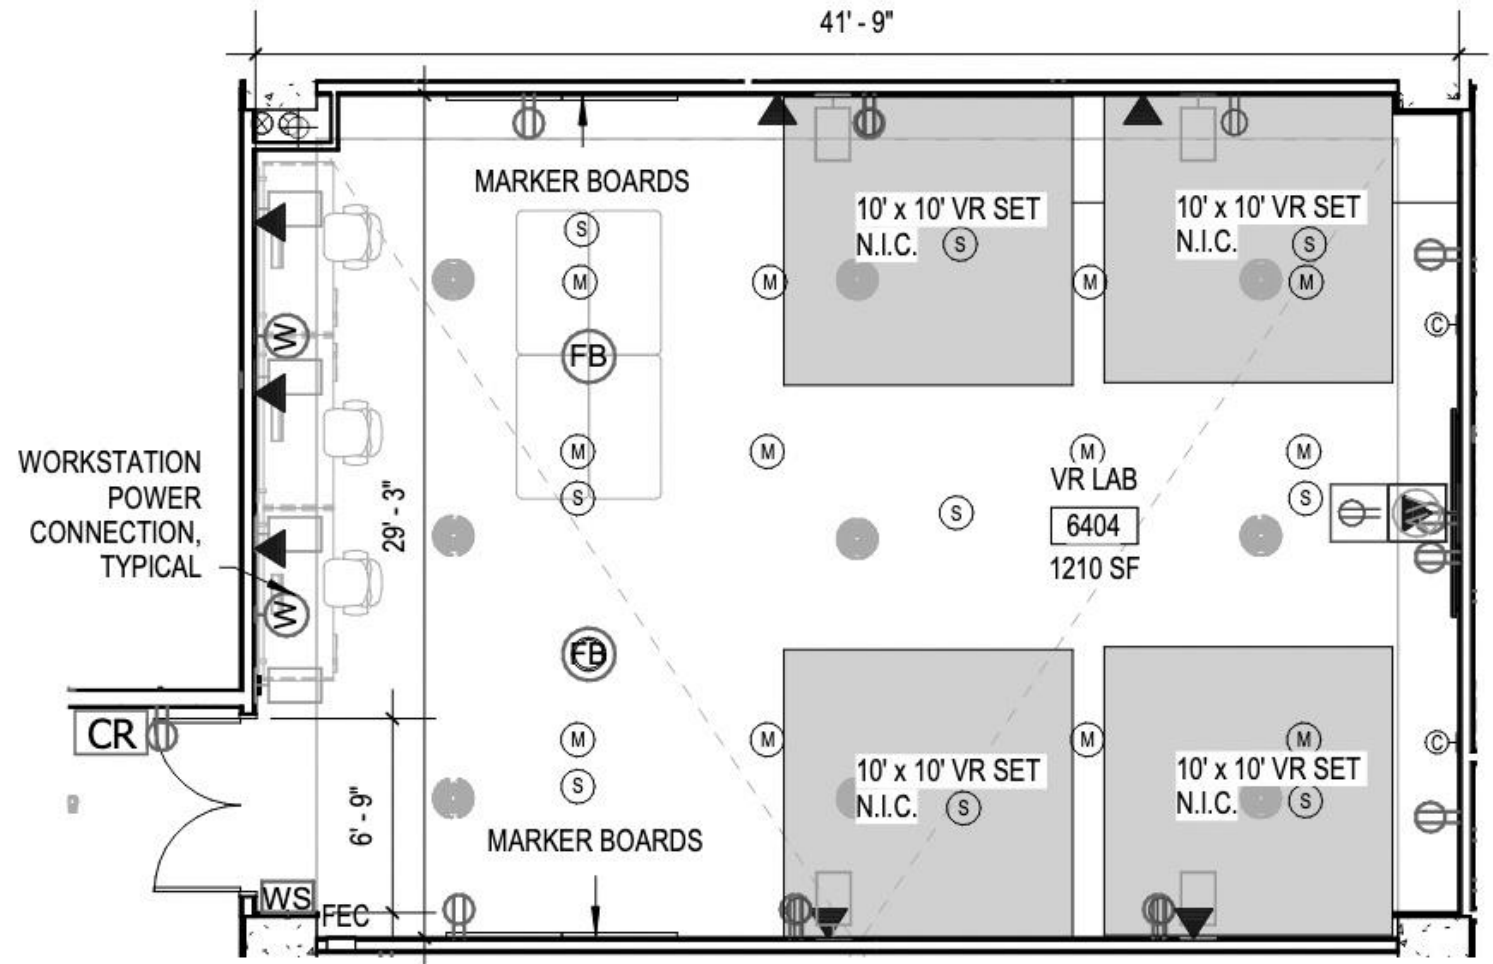 41' - 9"
MARKER BOARDS
10' x 10' VR SET
N.I.C.
S
10' x 10' VR SET
N.I.C.
S
S
M
M
M
M
W
FB
C
WORKSTATION
POWER
CONNECTION,
TYPICAL
29' - 3"
M
M
M
M
S
S
S
VR LAB
6404
1210 SF
W
FB
CR
M
M
M
M
C
S
10' x 10' VR SET
N.I.C.
S
10' x 10' VR SET
N.I.C.
S
6' - 9"
MARKER BOARDS
WS
FEC